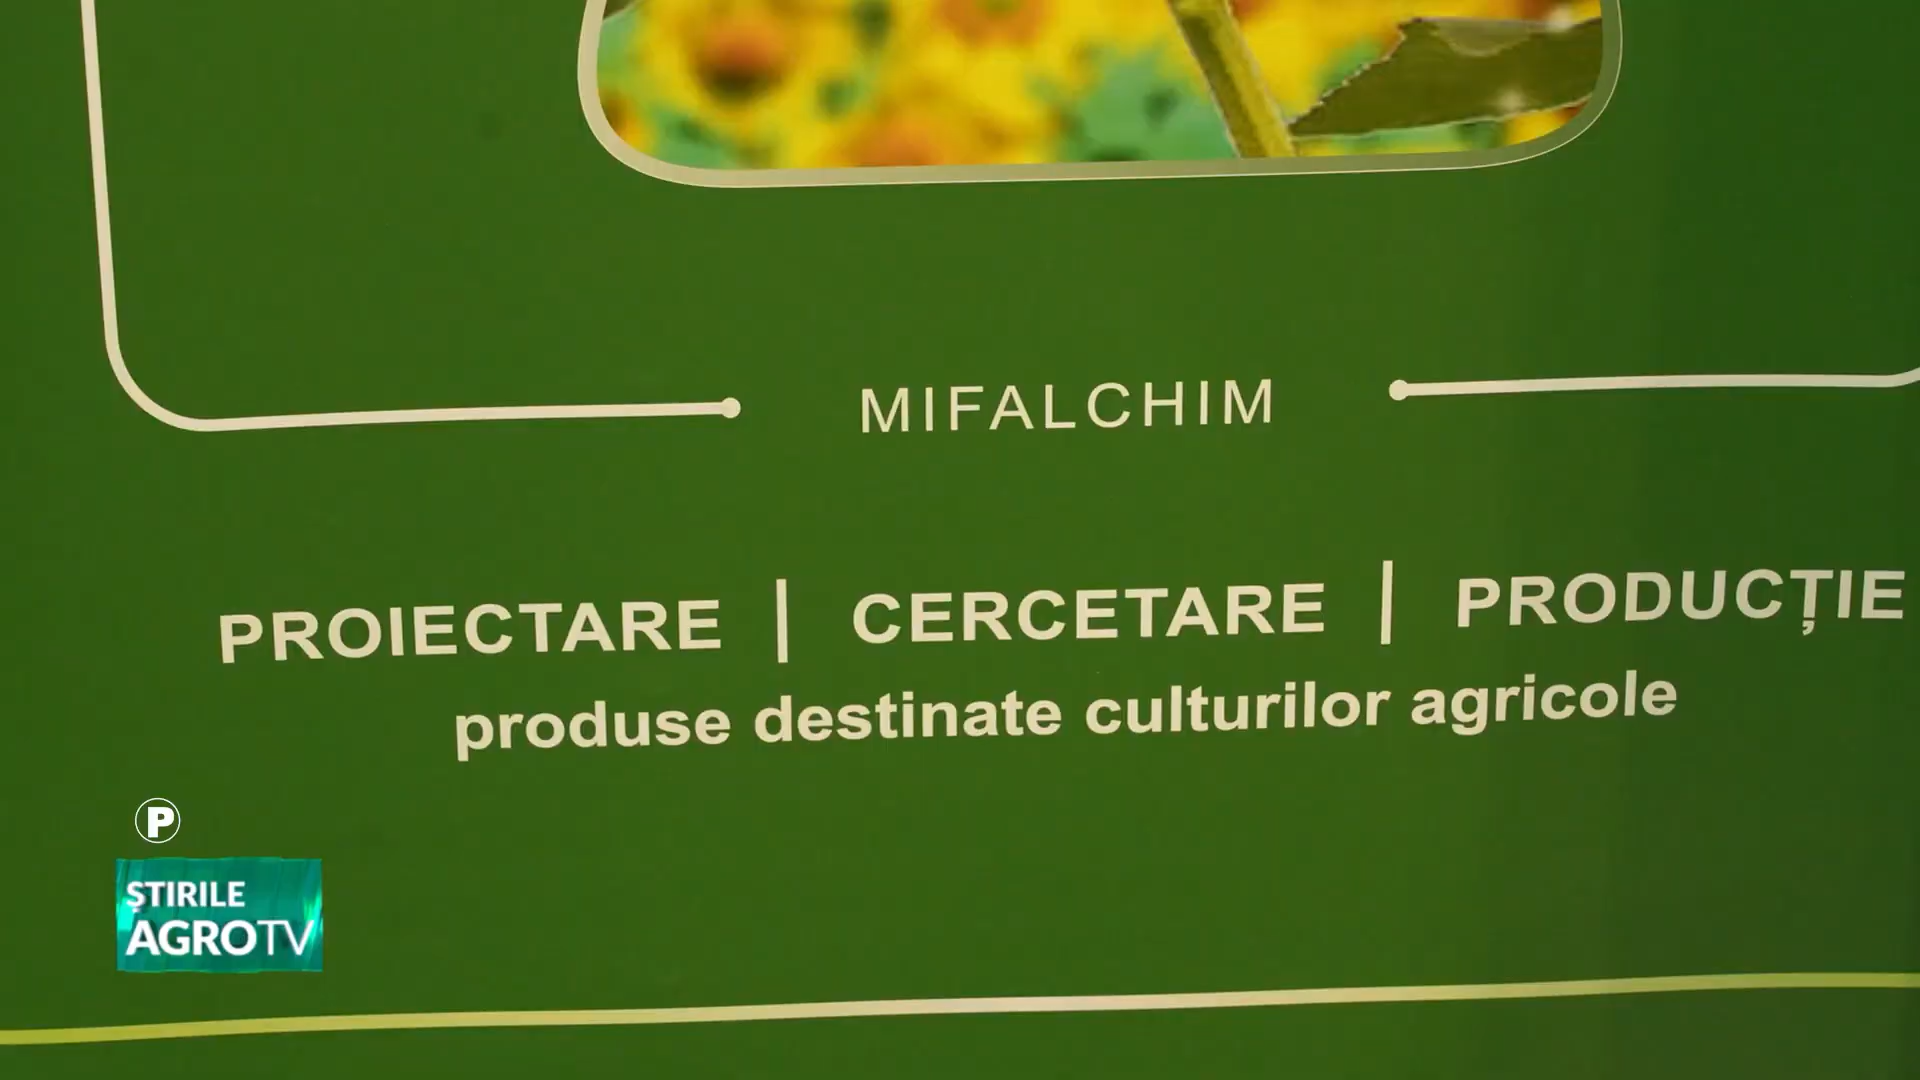 MIFALCHIM
PROIECTARE | CERCETARE | PRODUCȚIE
produse destinate culturilor agricole
P
ȘTIRILE
AGROTV